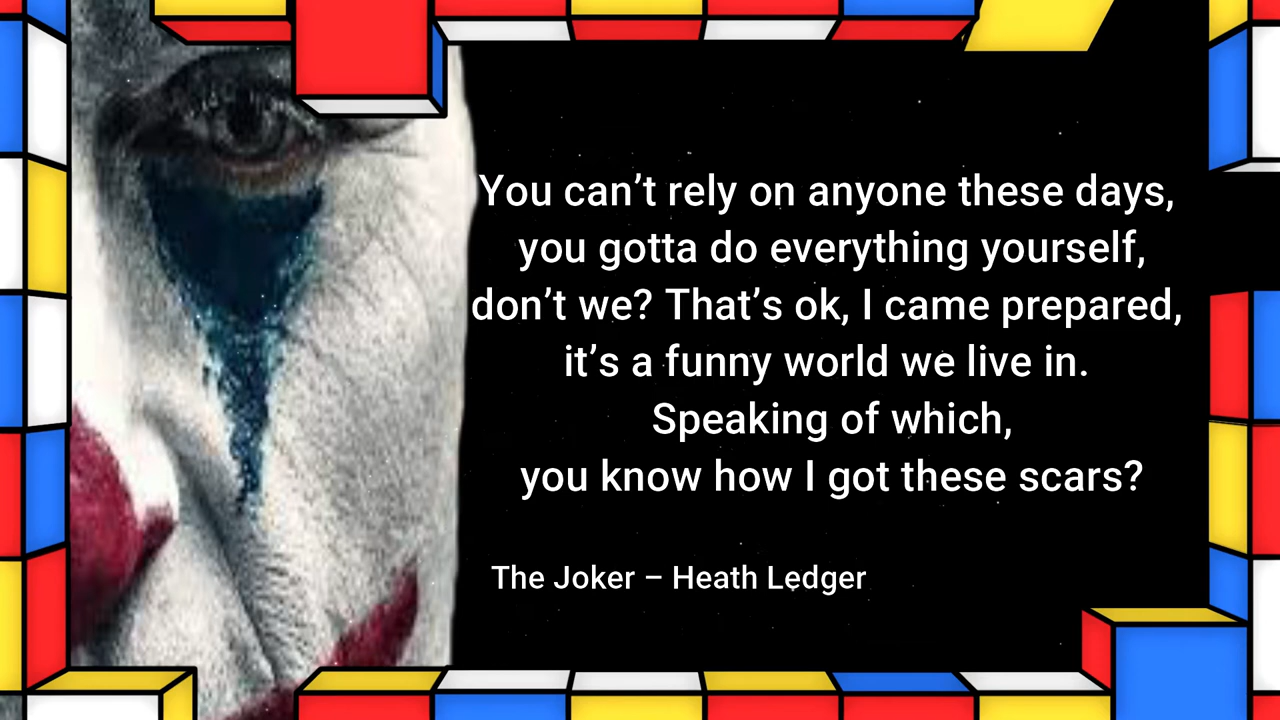 You can’t rely on anyone these days,
you gotta do everything yourself,
don’t we? That’s ok, I came prepared,
it’s a funny world we live in.
Speaking of which,
you know how I got these scars?
The Joker – Heath Ledger